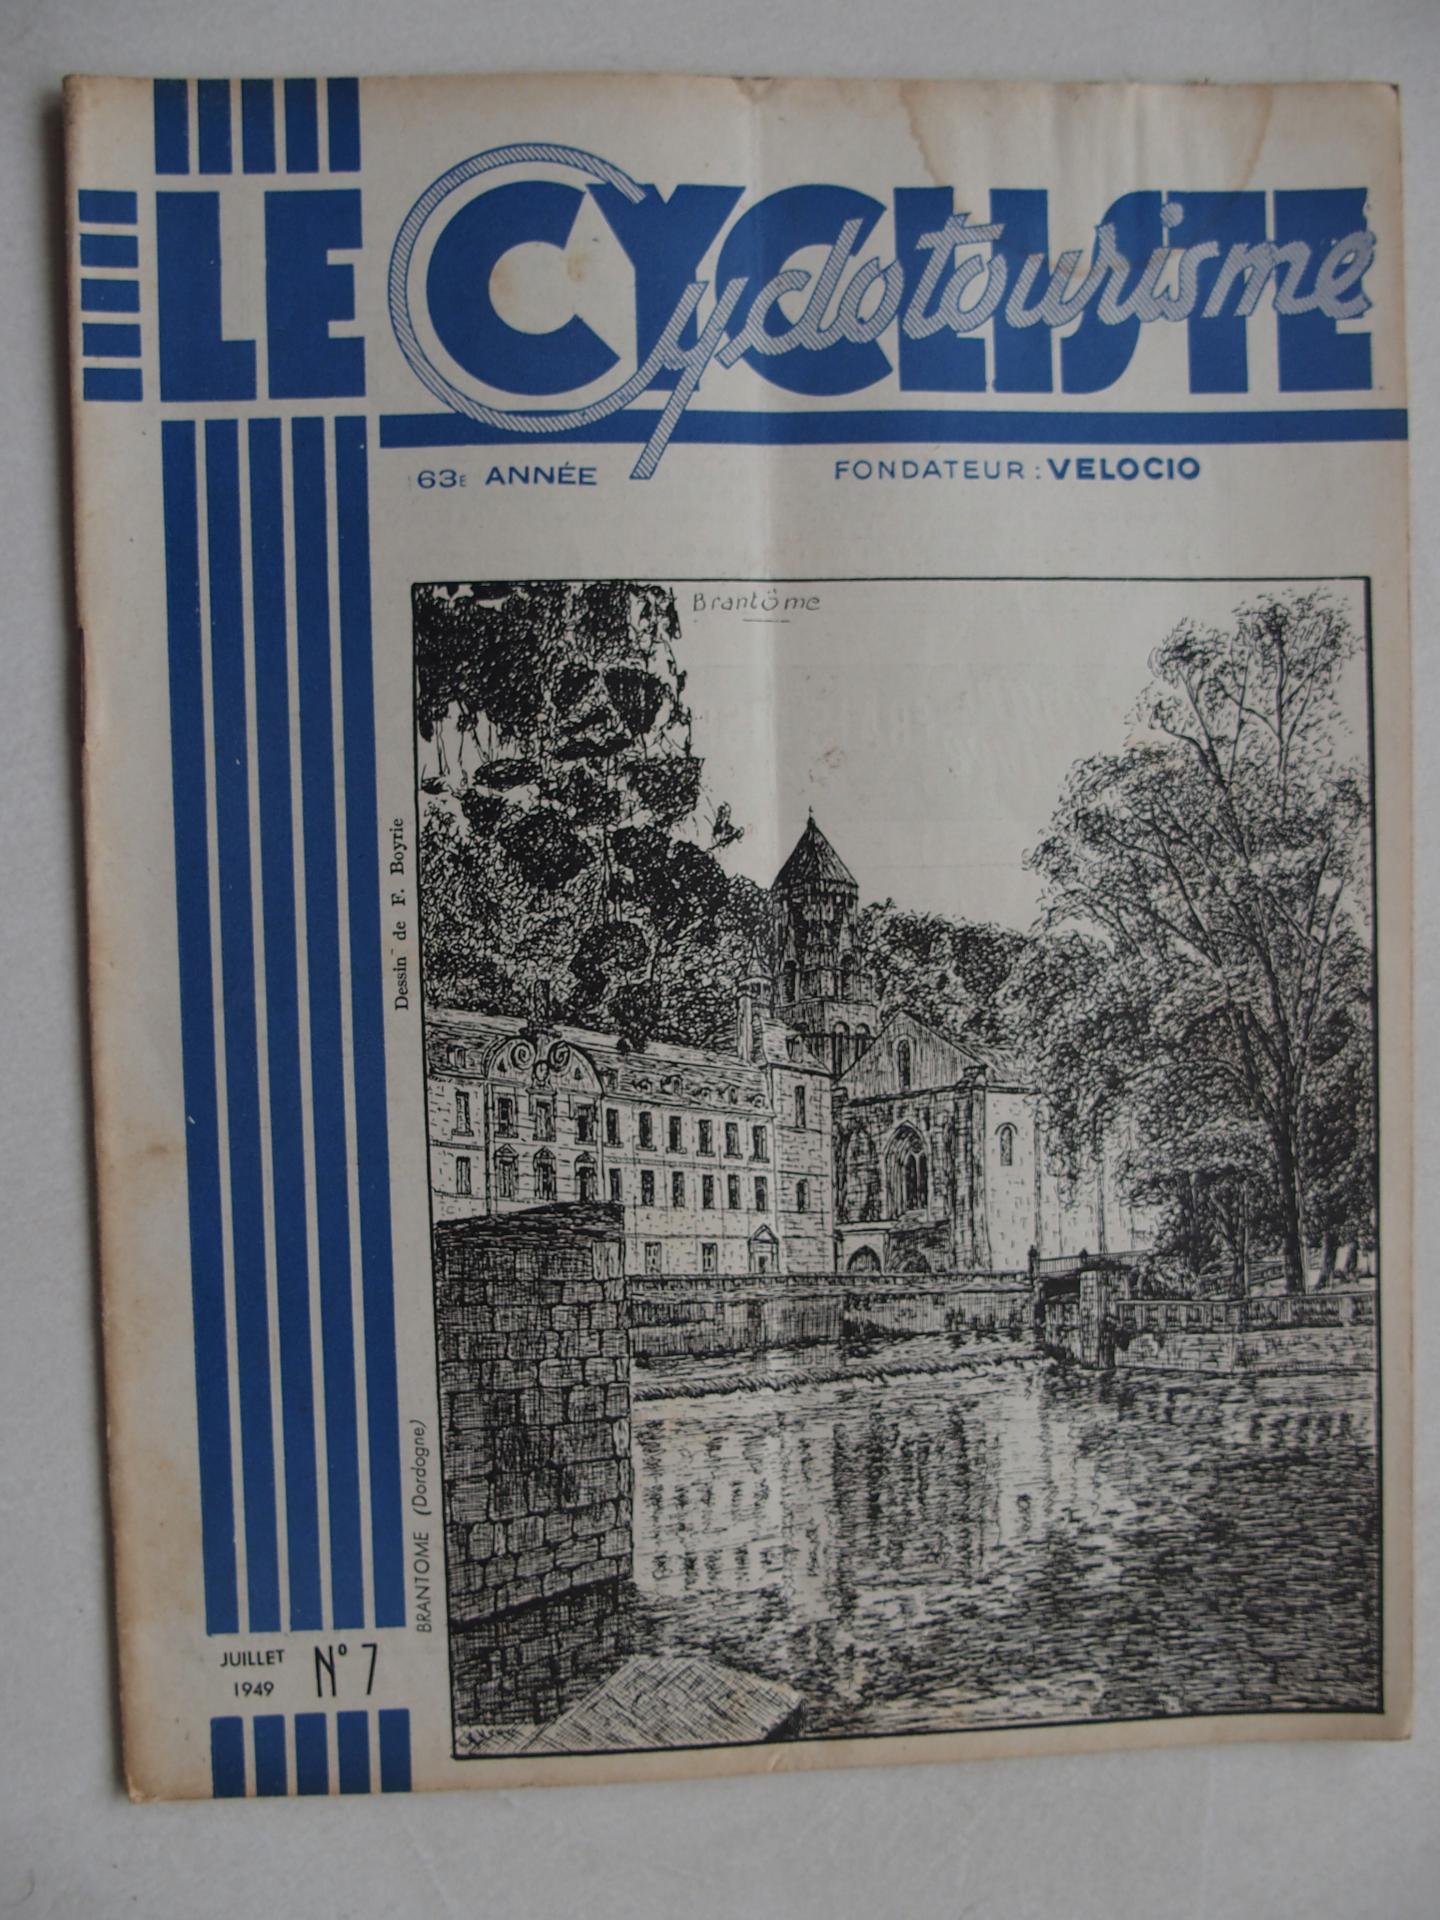 LE CYCLISTE
Cyclotourisme
63E ANNÉE
FONDATEUR : VELOCIO
Brantôme
Dessin de F. Boyrie
BRANTOME (Dordogne)
JUILLET
1949
N° 7